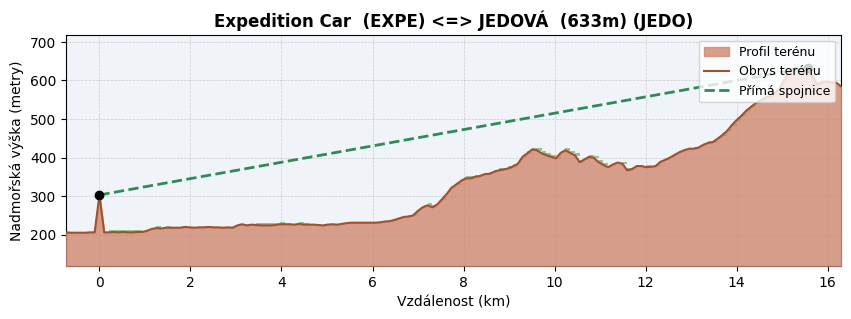 Expedition Car  (EXPE) <=> JEDOVÁ  (633m) (JEDO)
Nadmořská výška (metry)
700
600
500
400
300
200
Profil terénu
Obrys terénu
Přímá spojnice
0 2 4 6 8 10 12 14 16
Vzdálenost (km)